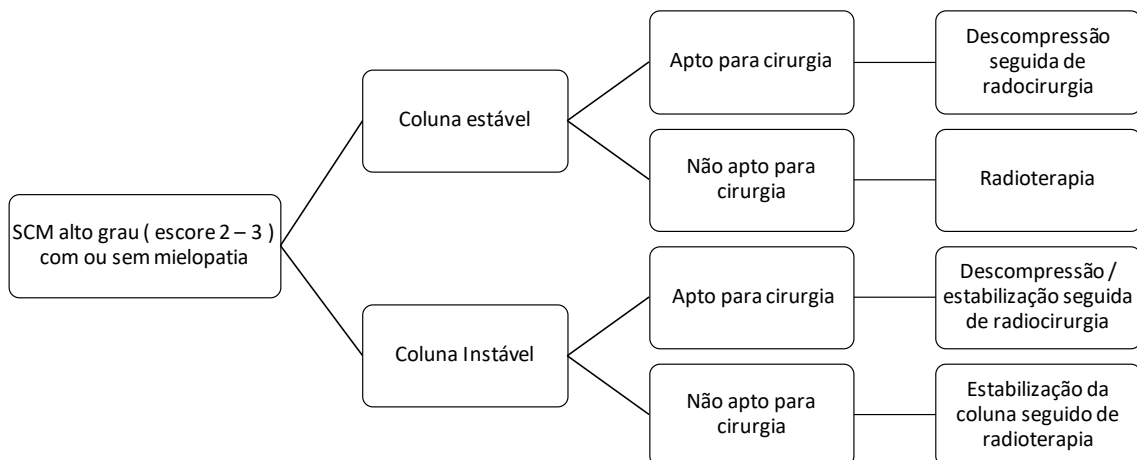 SCM alto grau ( escore 2 – 3 )
com ou sem mielopatia
Coluna estável
Apto para cirurgia
Descompressão
seguida de
radocirurgia
Não apto para
cirurgia
Radioterapia
Coluna Instável
Apto para cirurgia
Descompressão /
estabilização seguida
de radiocirurgia
Não apto para
cirurgia
Estabilização da
coluna seguido de
radioterapia